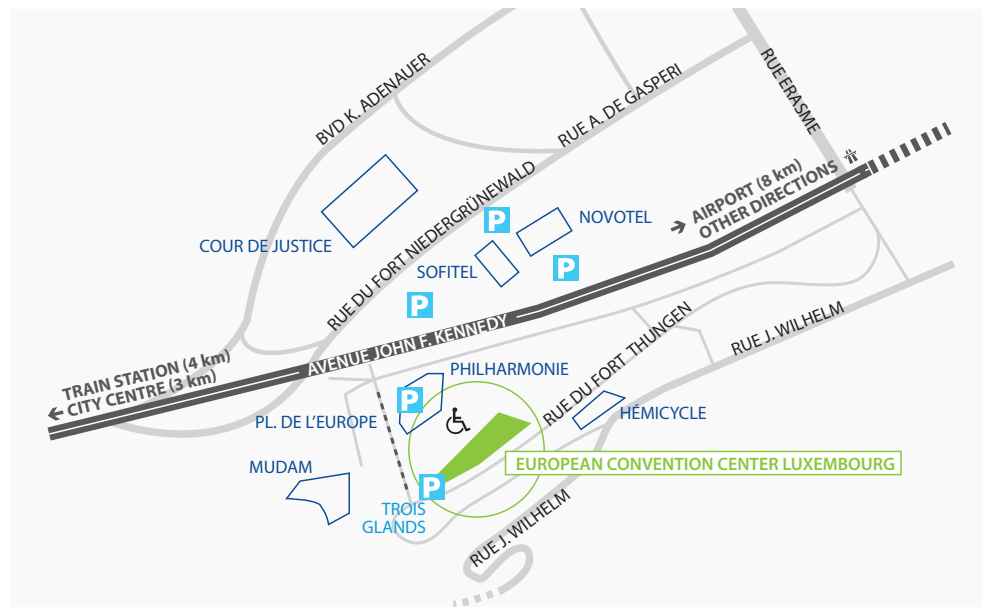 BVD K. ADENAUER
RUE A. DE GASPERI
RUE ERASME
RUE DU FORT NIEDERGRÜNEWALD
COUR DE JUSTICE
P
NOVOTEL
SOFITEL
P
P
→ AIRPORT (8 km)
OTHER DIRECTIONS
AVENUE JOHN F. KENNEDY
TRAIN STATION (4 km)
← CITY CENTRE (3 km)
RUE DU FORT THUNGEN
RUE J. WILHELM
PHILHARMONIE
P
PL. DE L'EUROPE
HÉMICYCLE
MUDAM
EUROPEAN CONVENTION CENTER LUXEMBOURG
P
TROIS
GLANDS
RUE J. WILHELM